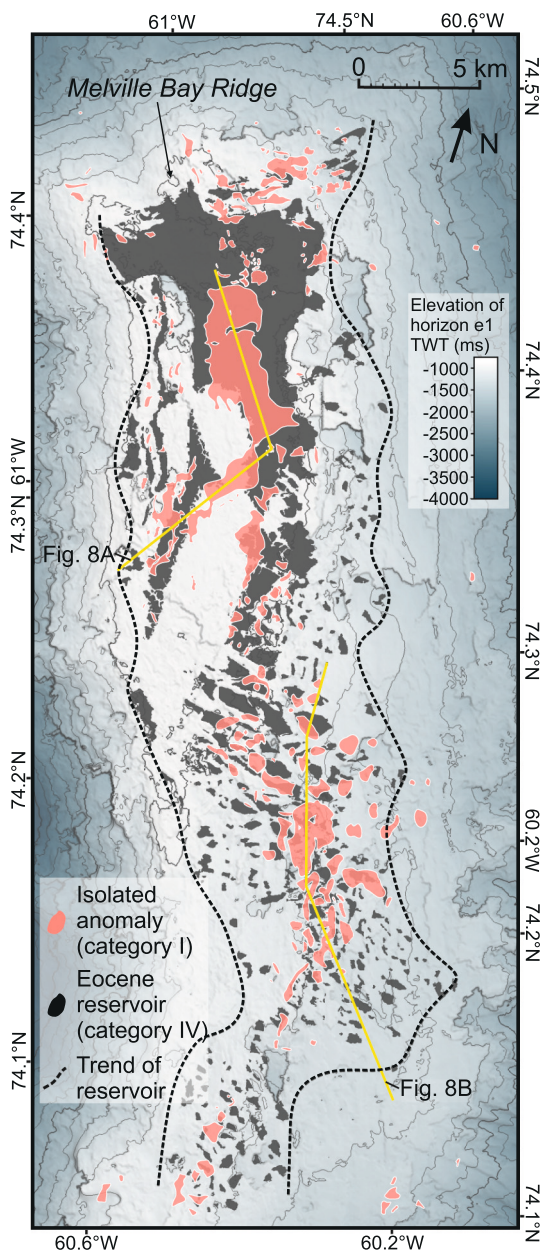 61°W 74.5°N 60.6°W
Melville Bay Ridge
0 5 km
N
74.5°N
74.4°N
Elevation of
horizon e1
TWT (ms)
-1000
-1500
-2000
-2500
-3000
-3500
-4000
74.4°N
61°W
74.3°N
Fig. 8A
74.3°N
74.2°N
60.2°W
Isolated
anomaly
(category I)
Eocene
reservoir
(category IV)
Trend of
reservoir
74.2°N
74.1°N
Fig. 8B
74.1°N
60.6°W 60.2°W